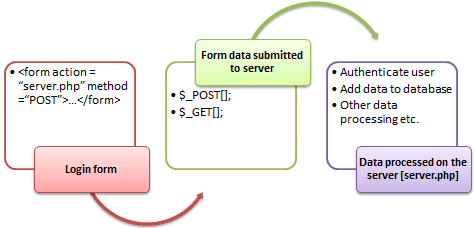 • <form action =
“server.php” method
=“POST”>...</form>
Login form
Form data submitted
to server
• $_POST[];
• $_GET[];
• Authenticate user
• Add data to database
• Other data
processing etc.
Data processed on the
server [server.php]